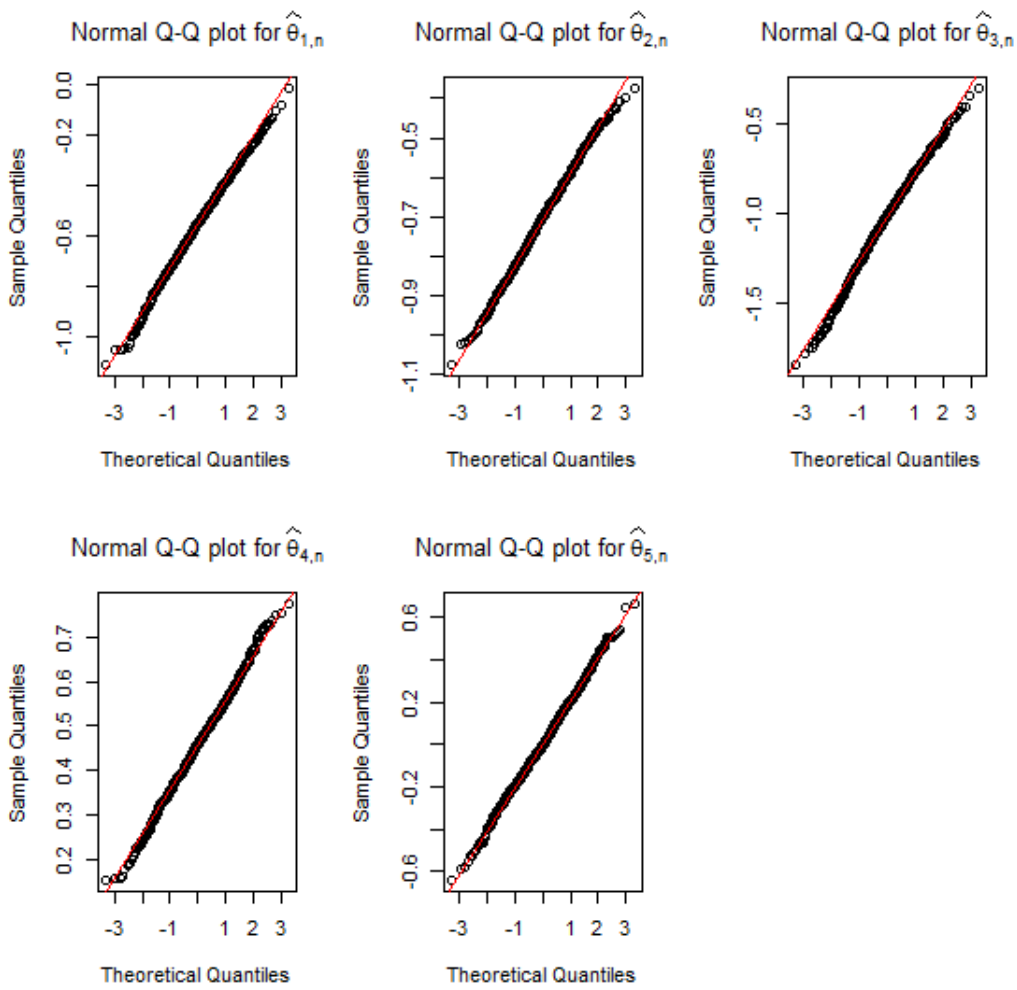 Normal Q-Q plot for θ̂1,n
Normal Q-Q plot for θ̂2,n
Normal Q-Q plot for θ̂3,n
Sample Quantiles
0.0
-0.2
-0.6
-1.0
-3 -1 1 2 3
Theoretical Quantiles
Sample Quantiles
-0.5
-0.7
-0.9
-1.1
-3 -1 1 2 3
Theoretical Quantiles
Sample Quantiles
-0.5
-1.0
-1.5
-3 -1 1 2 3
Theoretical Quantiles
Normal Q-Q plot for θ̂4,n
Normal Q-Q plot for θ̂5,n
Sample Quantiles
0.7
0.6
0.5
0.4
0.3
0.2
-3 -1 1 2 3
Theoretical Quantiles
Sample Quantiles
0.6
0.2
-0.2
-0.6
-3 -1 1 2 3
Theoretical Quantiles